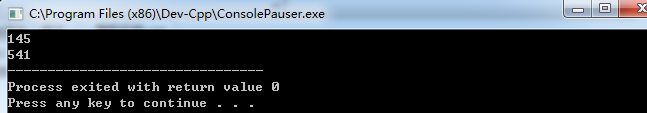 C:\Program Files (x86)\Dev-Cpp\ConsolePauser.exe
145
541
--------------------------------
Process exited with return value 0
Press any key to continue . . .